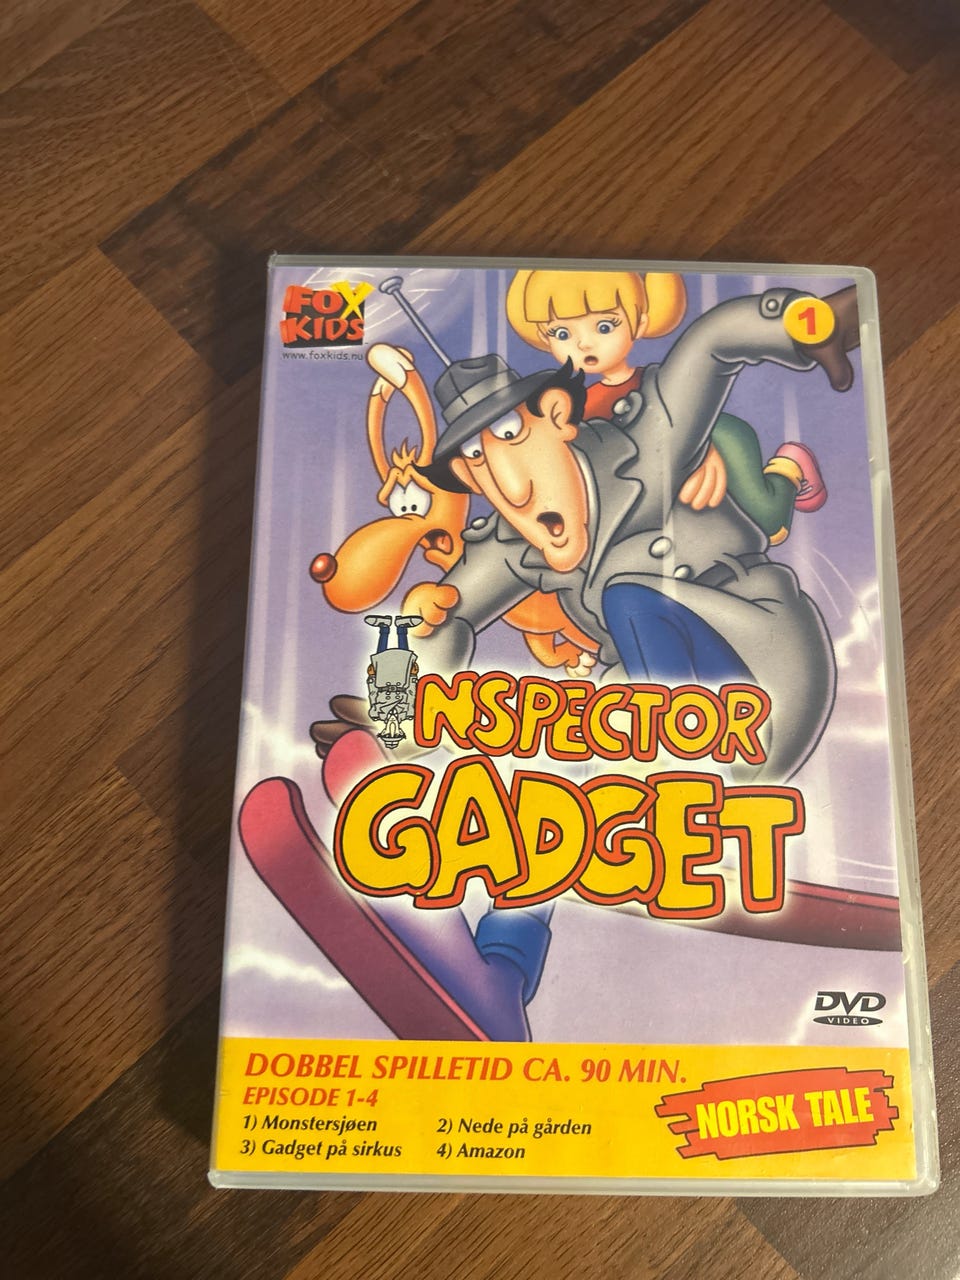 FOX
KIDS
www.foxkids.nu
1
INSPECTOR
GADGET
DVD
VIDEO
DOBBEL SPILLETID CA. 90 MIN.
EPISODE 1-4
1) Monstersjøen 2) Nede på gården
3) Gadget på sirkus 4) Amazon
NORSK TALE